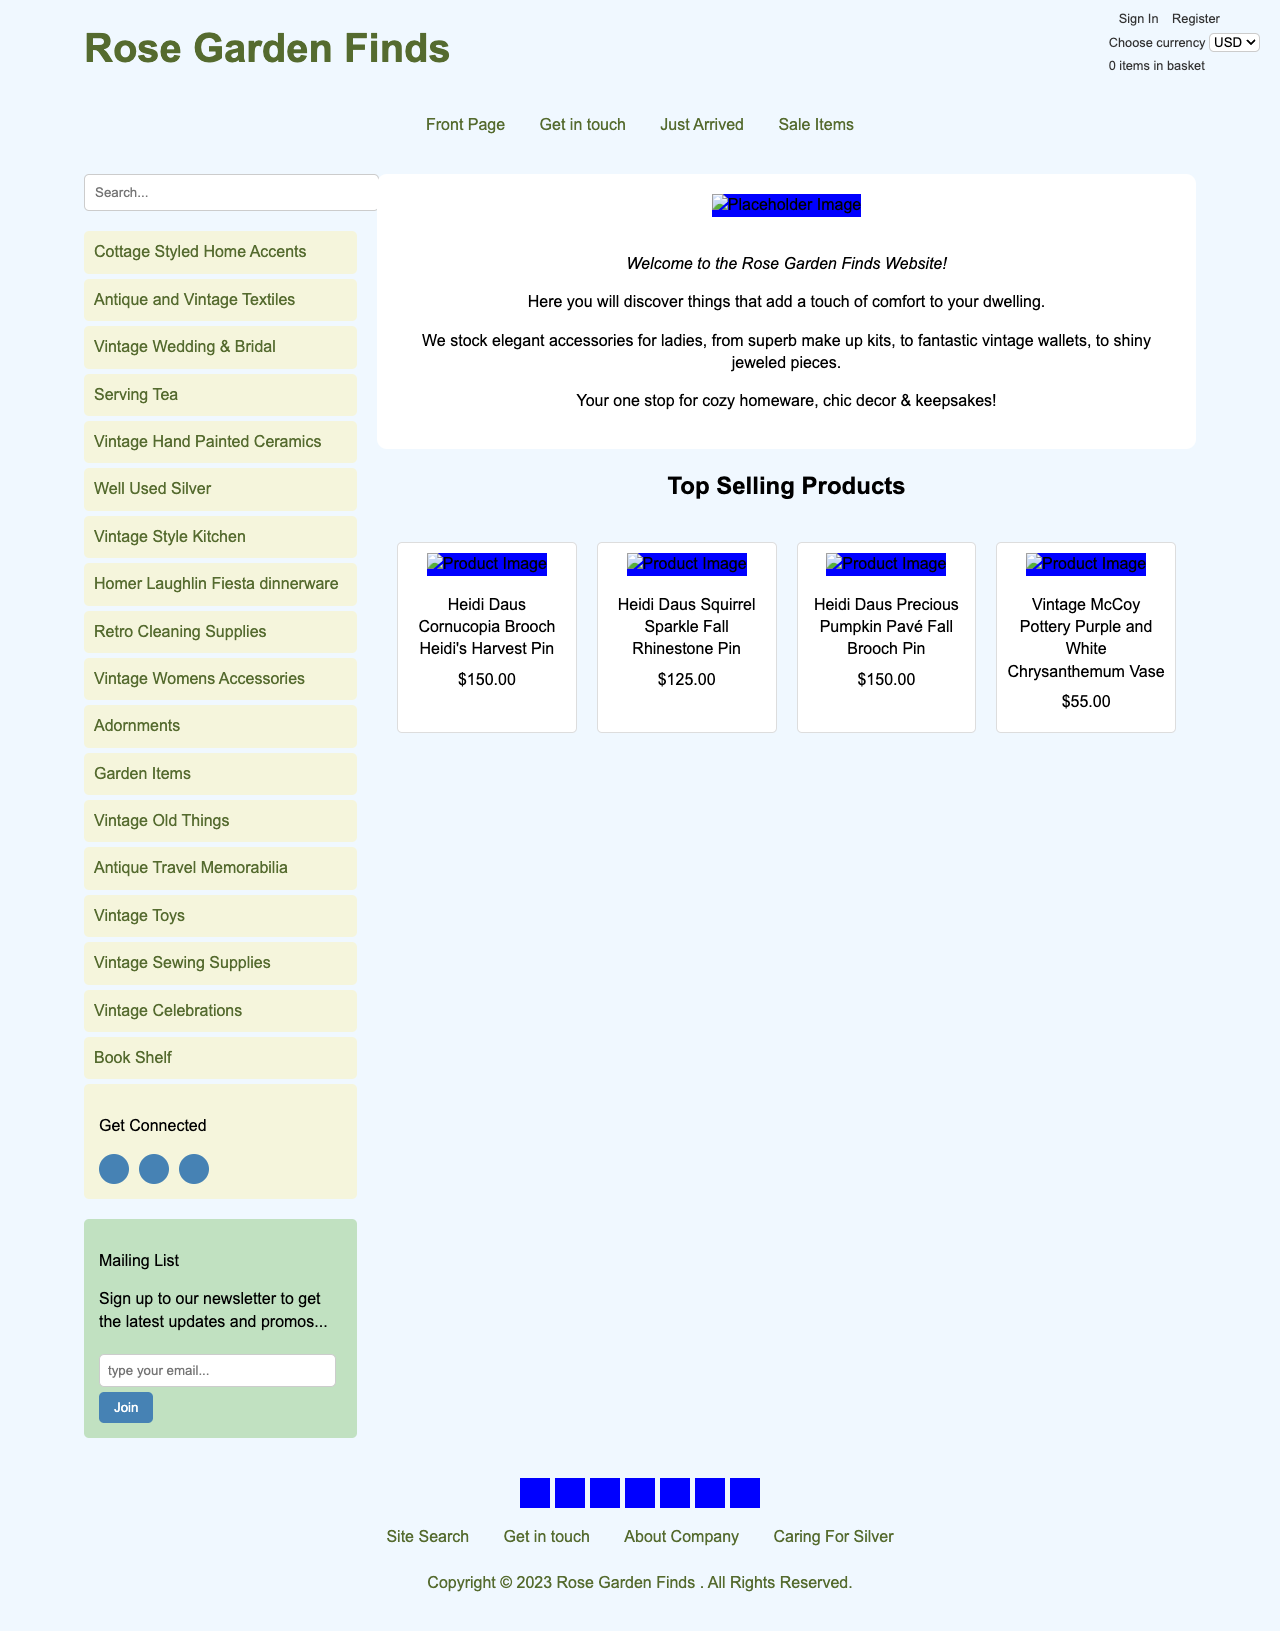 Rose Garden Finds
Sign In Register
Choose currency USD
0 items in basket
Front Page Get in touch Just Arrived Sale Items
Search...
Cottage Styled Home Accents
Antique and Vintage Textiles
Vintage Wedding & Bridal
Serving Tea
Vintage Hand Painted Ceramics
Well Used Silver
Vintage Style Kitchen
Homer Laughlin Fiesta dinnerware
Retro Cleaning Supplies
Vintage Womens Accessories
Adornments
Garden Items
Vintage Old Things
Antique Travel Memorabilia
Vintage Toys
Vintage Sewing Supplies
Vintage Celebrations
Book Shelf
Get Connected
Mailing List
Sign up to our newsletter to get
the latest updates and promos...
type your email...
Join
Placeholder Image
Welcome to the Rose Garden Finds Website!
Here you will discover things that add a touch of comfort to your dwelling.
We stock elegant accessories for ladies, from superb make up kits, to fantastic vintage wallets, to shiny
jeweled pieces.
Your one stop for cozy homeware, chic decor & keepsakes!
Top Selling Products
Product Image
Heidi Daus
Cornucopia Brooch
Heidi's Harvest Pin
$150.00
Product Image
Heidi Daus Squirrel
Sparkle Fall
Rhinestone Pin
$125.00
Product Image
Heidi Daus Precious
Pumpkin Pavé Fall
Brooch Pin
$150.00
Product Image
Vintage McCoy
Pottery Purple and
White
Chrysanthemum Vase
$55.00
Site Search Get in touch About Company Caring For Silver
Copyright © 2023 Rose Garden Finds . All Rights Reserved.